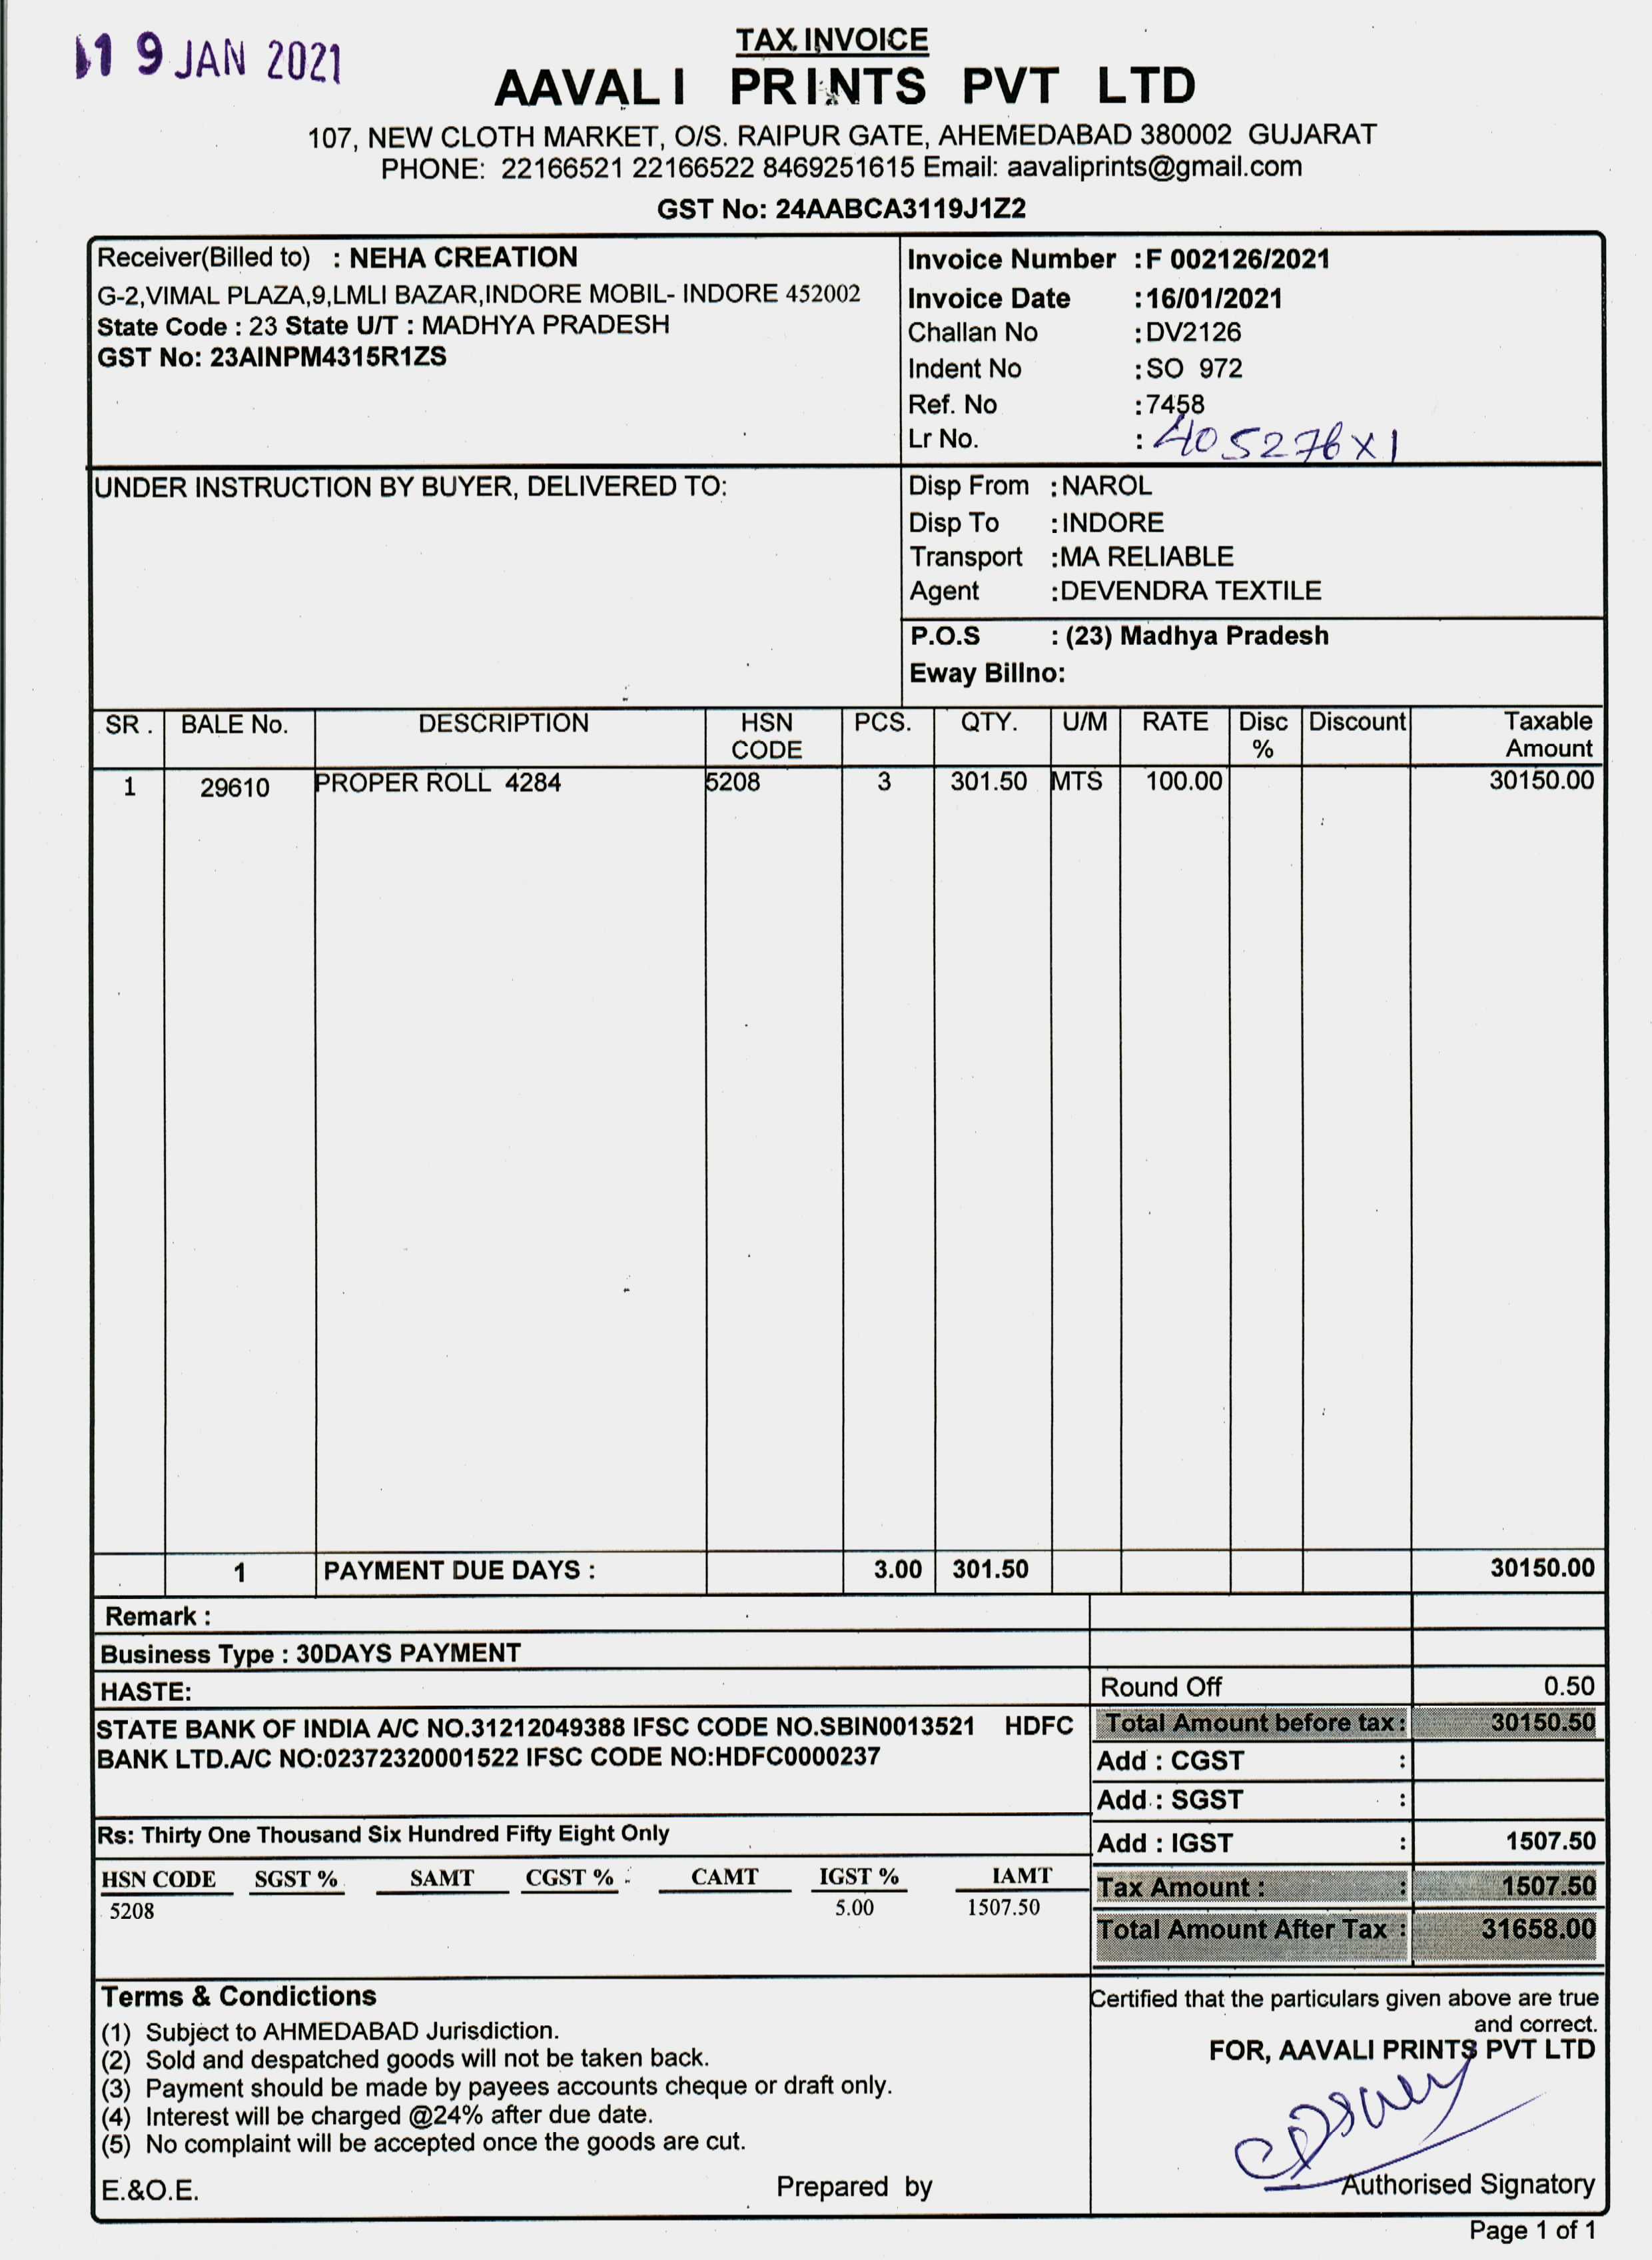 19 JAN 2021
TAX INVOICE
AAVALI PRINTS PVT LTD
107, NEW CLOTH MARKET, O/S. RAIPUR GATE, AHEMEDABAD 380002 GUJARAT
PHONE: 22166521 22166522 8469251615 Email: aavaliprints@gmail.com
GST No: 24AABCA3119J1Z2
Receiver(Billed to) : NEHA CREATION
G-2,VIMAL PLAZA,9,LMLI BAZAR,INDORE MOBIL- INDORE 452002
State Code : 23 State U/T : MADHYA PRADESH
GST No: 23AINPM4315R1ZS
Invoice Number :F 002126/2021
Invoice Date :16/01/2021
Challan No :DV2126
Indent No :SO 972
Ref. No :7458
Lr No. : 405276 x 1
UNDER INSTRUCTION BY BUYER, DELIVERED TO:
Disp From :NAROL
Disp To :INDORE
Transport :MA RELIABLE
Agent :DEVENDRA TEXTILE
P.O.S : (23) Madhya Pradesh
Eway Billno:
SR. BALE No. DESCRIPTION HSN CODE PCS. QTY. U/M RATE Disc % Discount Taxable Amount
1 29610 PROPER ROLL 4284 5208 3 301.50 MTS 100.00 30150.00
1 PAYMENT DUE DAYS : 3.00 301.50 30150.00
Remark :
Business Type : 30DAYS PAYMENT
HASTE:
Round Off 0.50
STATE BANK OF INDIA A/C NO.31212049388 IFSC CODE NO.SBIN0013521 HDFC
BANK LTD.A/C NO:02372320001522 IFSC CODE NO:HDFC0000237
Total Amount before tax: 30150.50
Add : CGST :
Add : SGST :
Rs: Thirty One Thousand Six Hundred Fifty Eight Only
Add : IGST : 1507.50
HSN CODE SGST % SAMT CGST % CAMT IGST % IAMT
5208 5.00 1507.50
Tax Amount : : 1507.50
Total Amount After Tax : 31658.00
Terms & Condictions
(1) Subject to AHMEDABAD Jurisdiction.
(2) Sold and despatched goods will not be taken back.
(3) Payment should be made by payees accounts cheque or draft only.
(4) Interest will be charged @24% after due date.
(5) No complaint will be accepted once the goods are cut.
E.&O.E.
Prepared by
Certified that the particulars given above are true
and correct.
FOR, AAVALI PRINTS PVT LTD
Authorised Signatory
Page 1 of 1